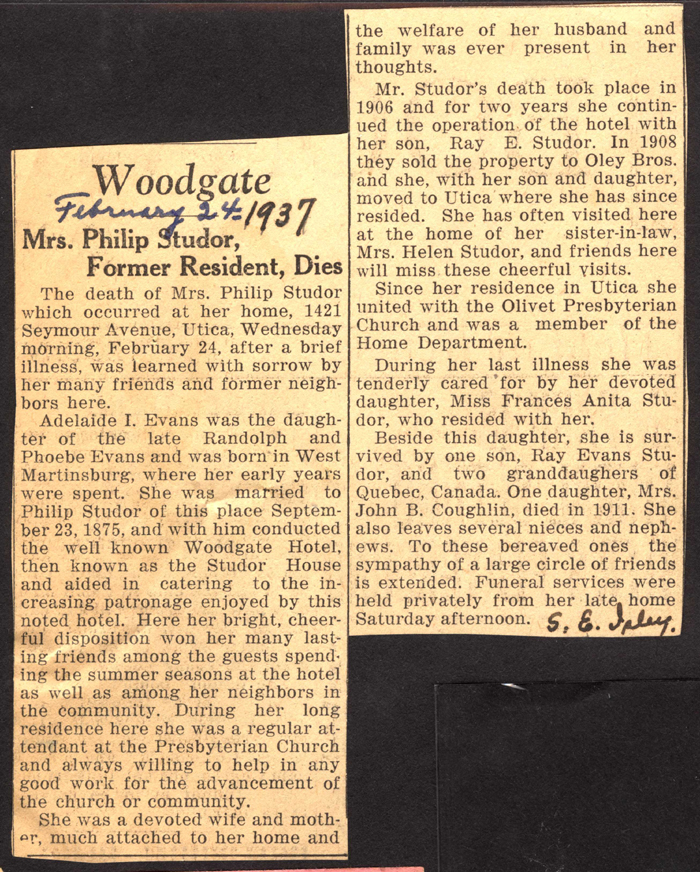 Woodgate
February 24 1937
Mrs. Philip Studor,
Former Resident, Dies
The death of Mrs. Philip Studor
which occurred at her home, 1421
Seymour Avenue, Utica, Wednesday
morning, February 24, after a brief
illness, was learned with sorrow by
her many friends and former neigh-
bors here.
Adelaide I. Evans was the daugh-
ter of the late Randolph and
Phoebe Evans and was born in West
Martinsburg, where her early years
were spent. She was married to
Philip Studor of this place Septem-
ber 23, 1875, and with him conducted
the well known Woodgate Hotel,
then known as the Studor House
and aided in catering to the in-
creasing patronage enjoyed by this
noted hotel. Here her bright, cheer-
ful disposition won her many last-
ing friends among the guests spend-
ing the summer seasons at the hotel
as well as among her neighbors in
the community. During her long
residence here she was a regular at-
tendant at the Presbyterian Church
and always willing to help in any
good work for the advancement of
the church or community.
She was a devoted wife and moth-
er, much attached to her home and
the welfare of her husband and
family was ever present in her
thoughts.
Mr. Studor's death took place in
1906 and for two years she contin-
ued the operation of the hotel with
her son, Ray E. Studor. In 1908
they sold the property to Oley Bros.
and she, with her son and daughter,
moved to Utica where she has since
resided. She has often visited here
at the home of her sister-in-law,
Mrs. Helen Studor, and friends here
will miss these cheerful visits.
Since her residence in Utica she
united with the Olivet Presbyterian
Church and was a member of the
Home Department.
During her last illness she was
tenderly cared for by her devoted
daughter, Miss Frances Anita Stu-
dor, who resided with her.
Beside this daughter, she is sur-
vived by one son, Ray Evans Stu-
dor, and two granddaughers of
Quebec, Canada. One daughter, Mrs.
John B. Coughlin, died in 1911. She
also leaves several nieces and neph-
ews. To these bereaved ones the
sympathy of a large circle of friends
is extended. Funeral services were
held privately from her late home
Saturday afternoon.
S. E.